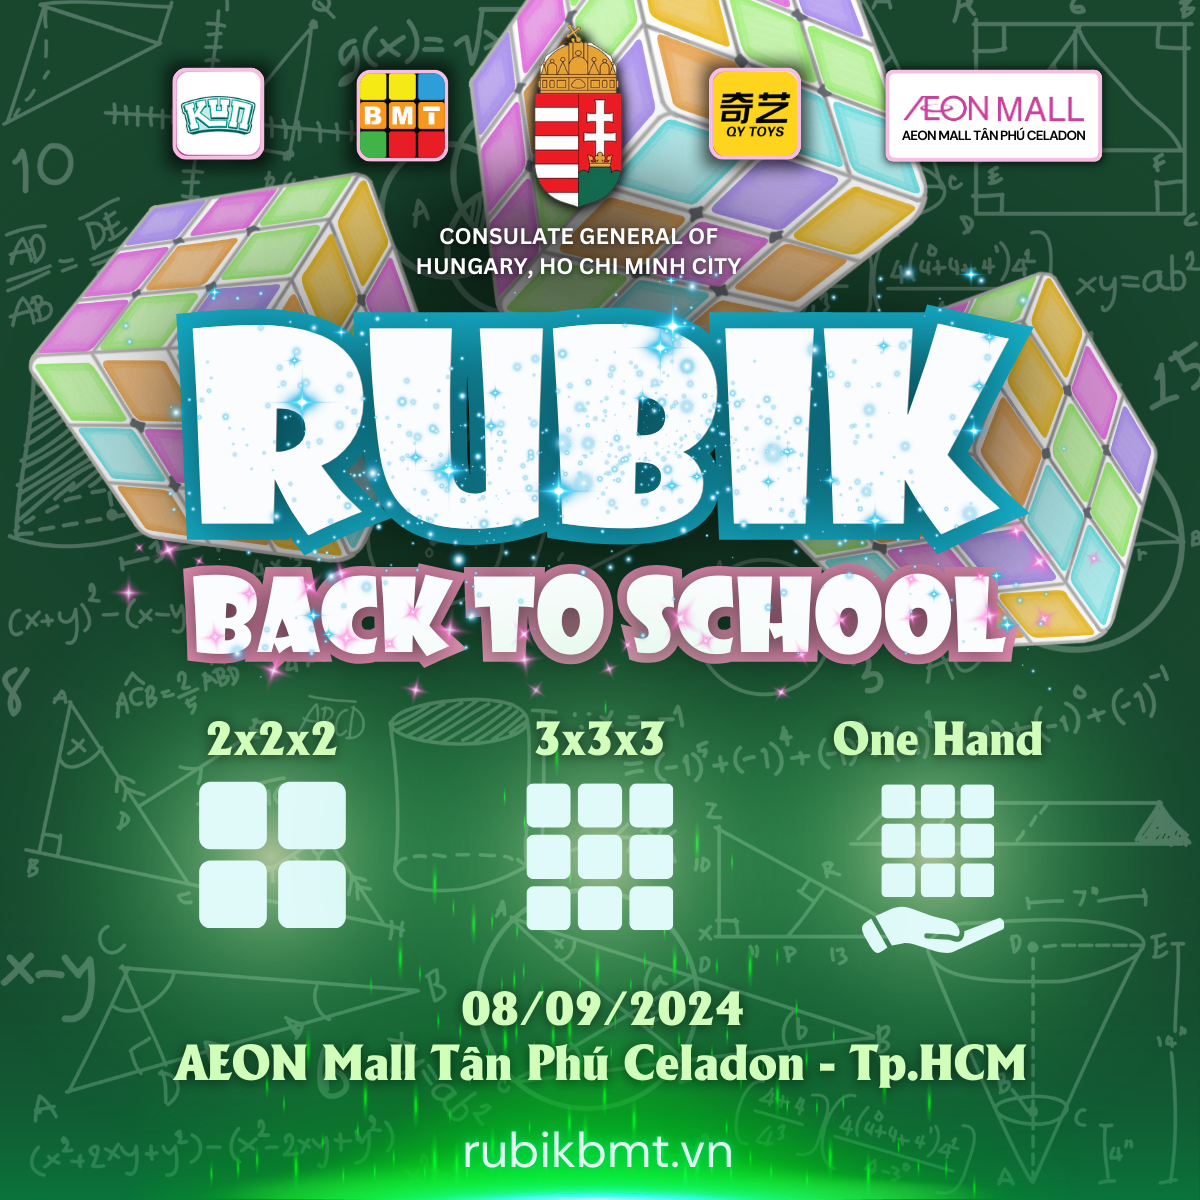 KUN
BMT
奇艺
QY TOYS
ÆON MALL
AEON MALL TÂN PHÚ CELADON
CONSULATE GENERAL OF
HUNGARY, HO CHI MINH CITY
RUBIK
BACK TO SCHOOL
2x2x2
3x3x3
One Hand
08/09/2024
AEON Mall Tân Phú Celadon - Tp.HCM
rubikbmt.vn